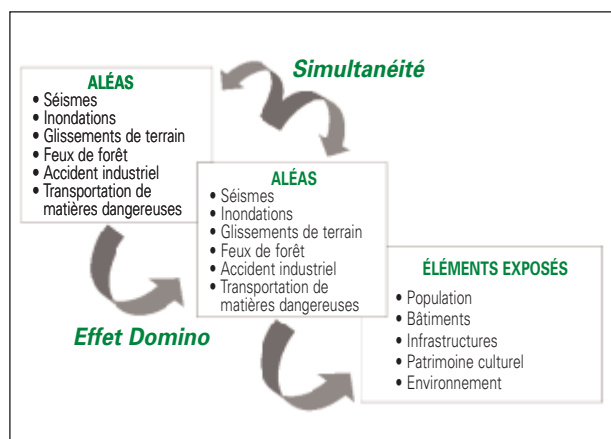 Simultanéité
ALÉAS
• Séismes
• Inondations
• Glissements de terrain
• Feux de forêt
• Accident industriel
• Transportation de
matières dangereuses
ALÉAS
• Séismes
• Inondations
• Glissements de terrain
• Feux de forêt
• Accident industriel
• Transportation de
matières dangereuses
Effet Domino
ÉLÉMENTS EXPOSÉS
• Population
• Bâtiments
• Infrastructures
• Patrimoine culturel
• Environnement